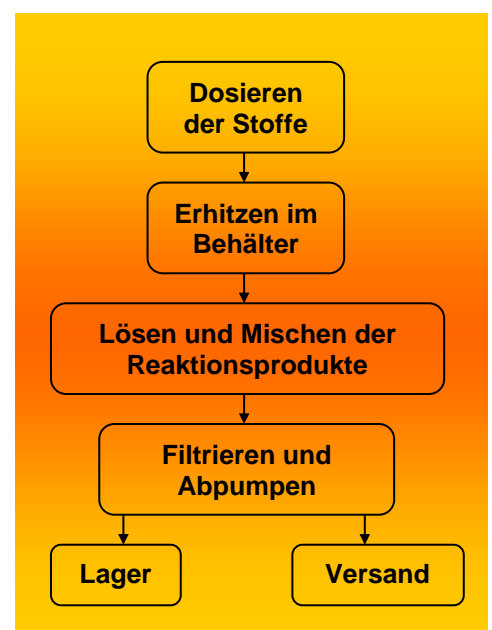 Dosieren
der Stoffe
Erhitzen im
Behälter
Lösen und Mischen der
Reaktionsprodukte
Filtrieren und
Abpumpen
Lager
Versand